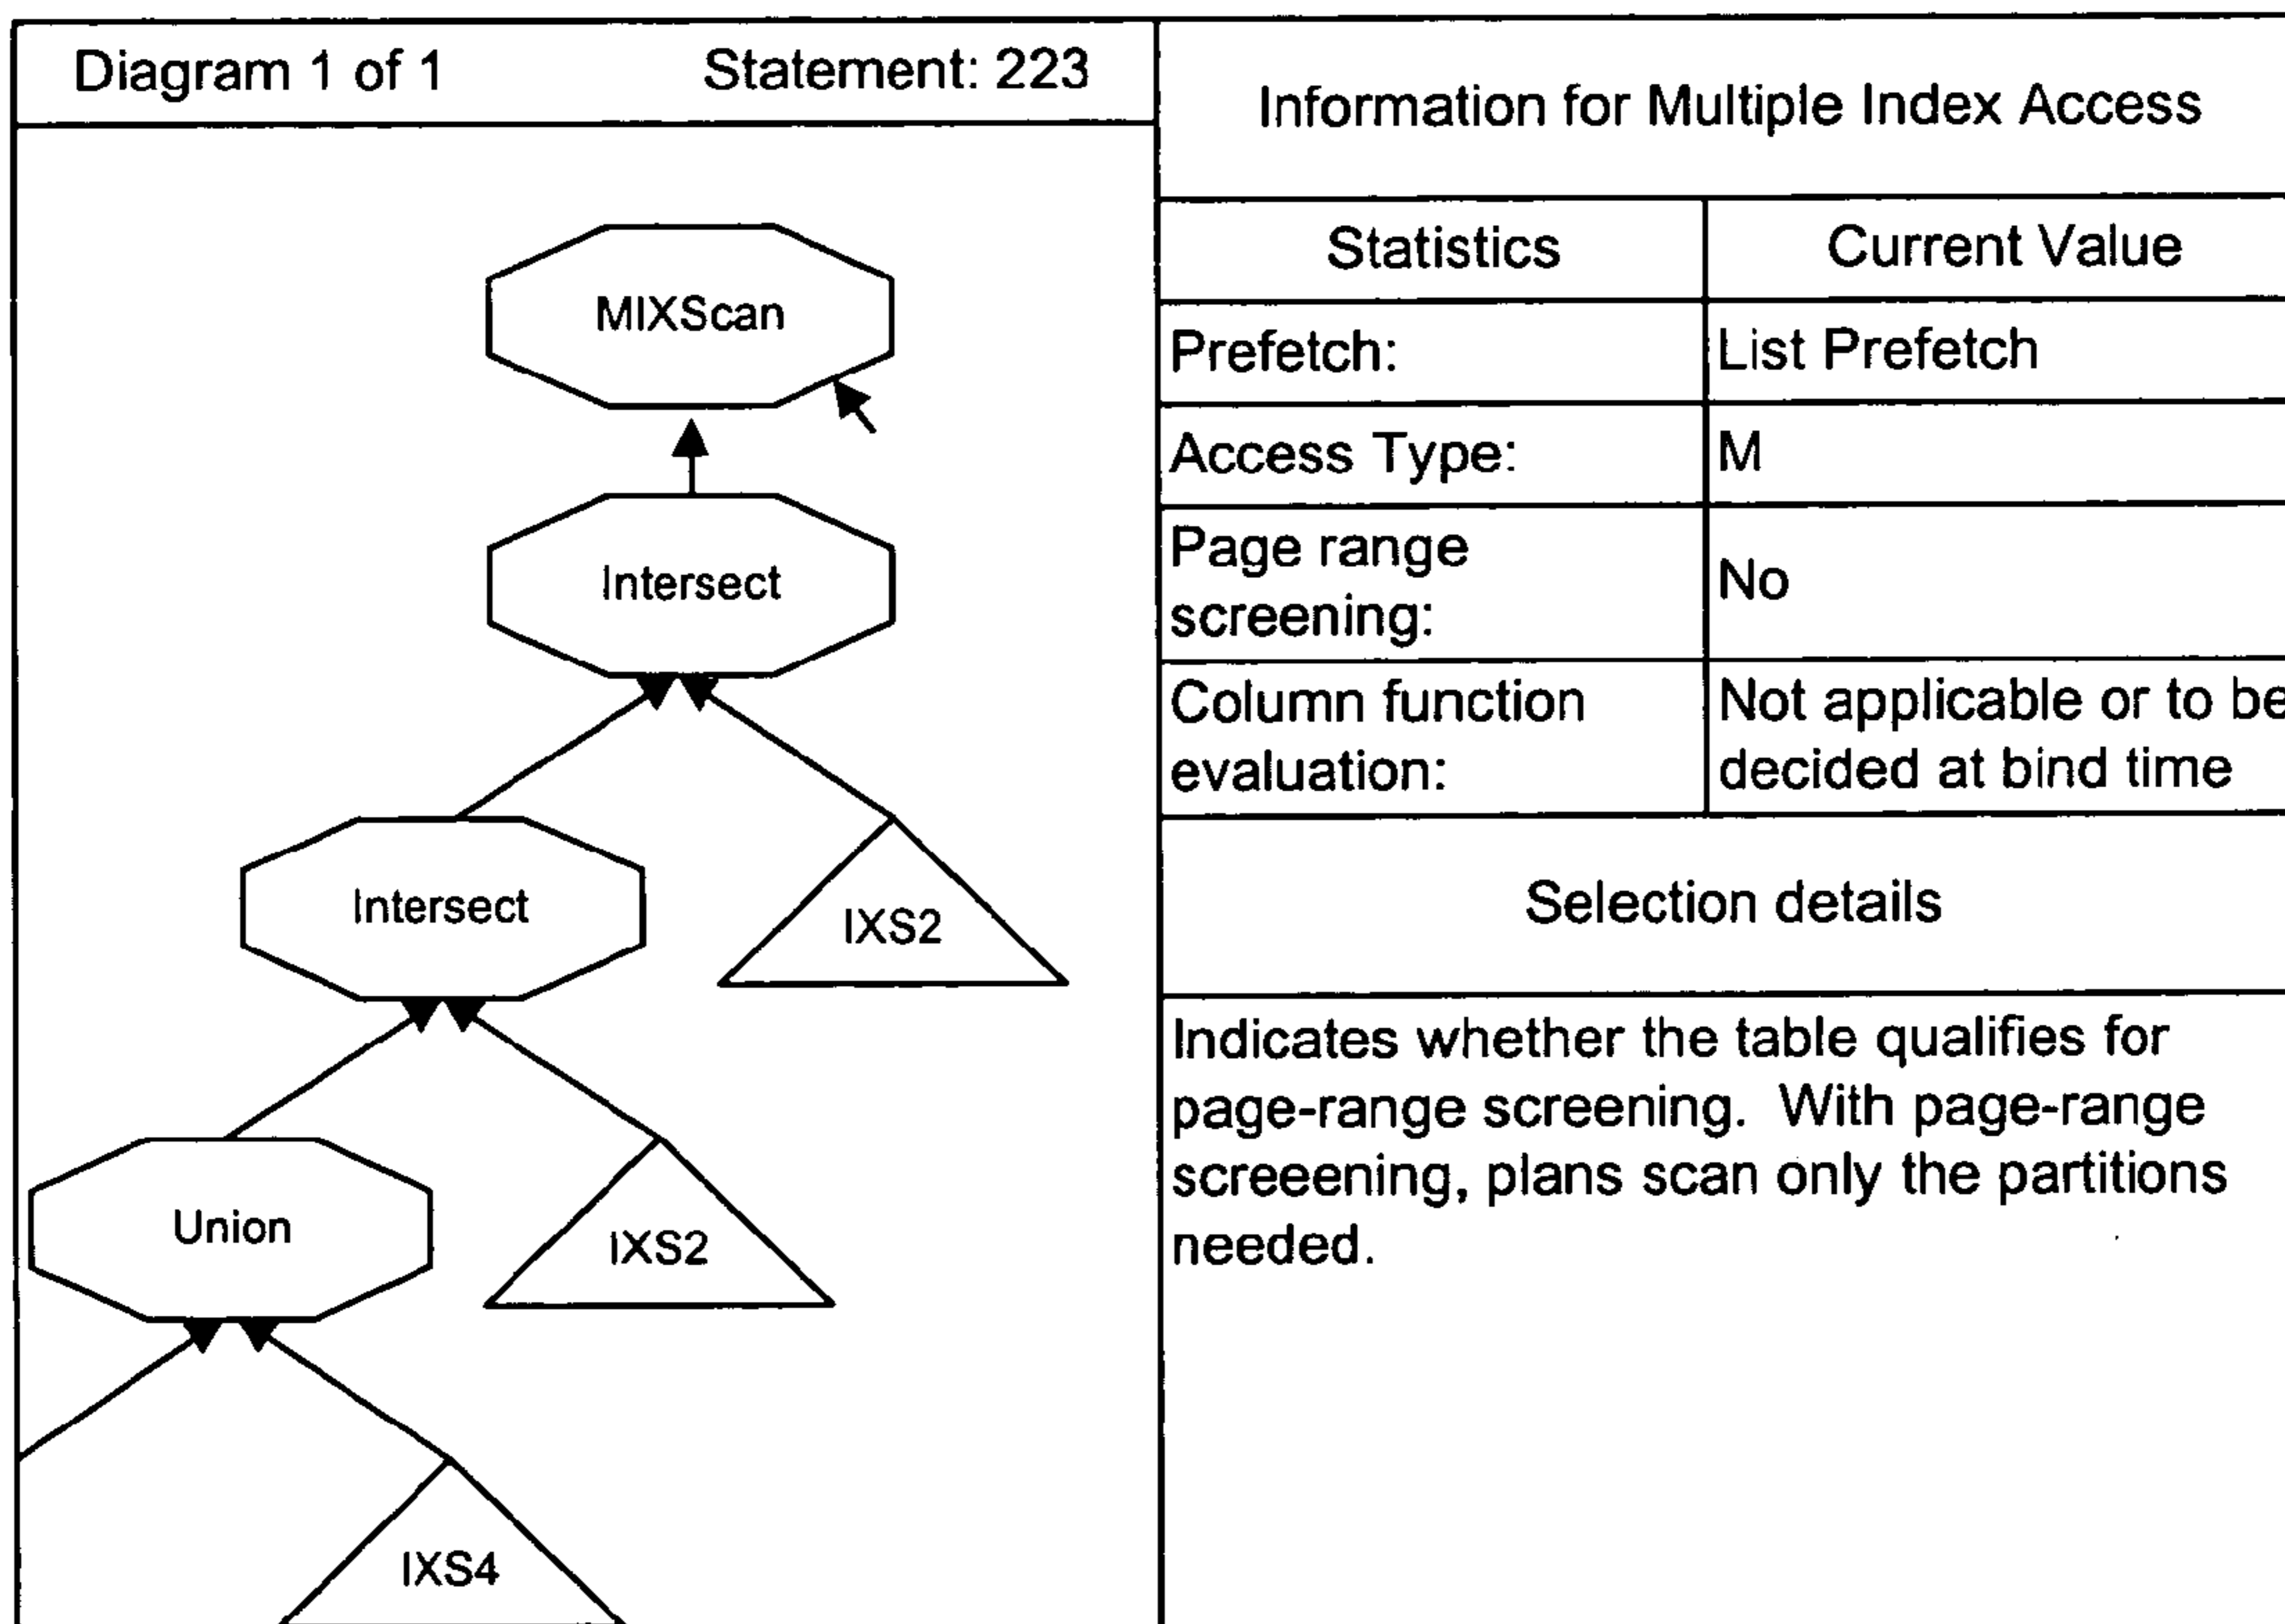 Diagram 1 of 1 Statement: 223
MIXScan
Intersect
Intersect
IXS2
Union
IXS2
IXS4
Information for Multiple Index Access
Statistics Current Value
Prefetch: List Prefetch
Access Type: M
Page range
screening:
No
Column function
evaluation:
Not applicable or to be
decided at bind time
Selection details
Indicates whether the table qualifies for
page-range screening. With page-range
screeening, plans scan only the partitions
needed.